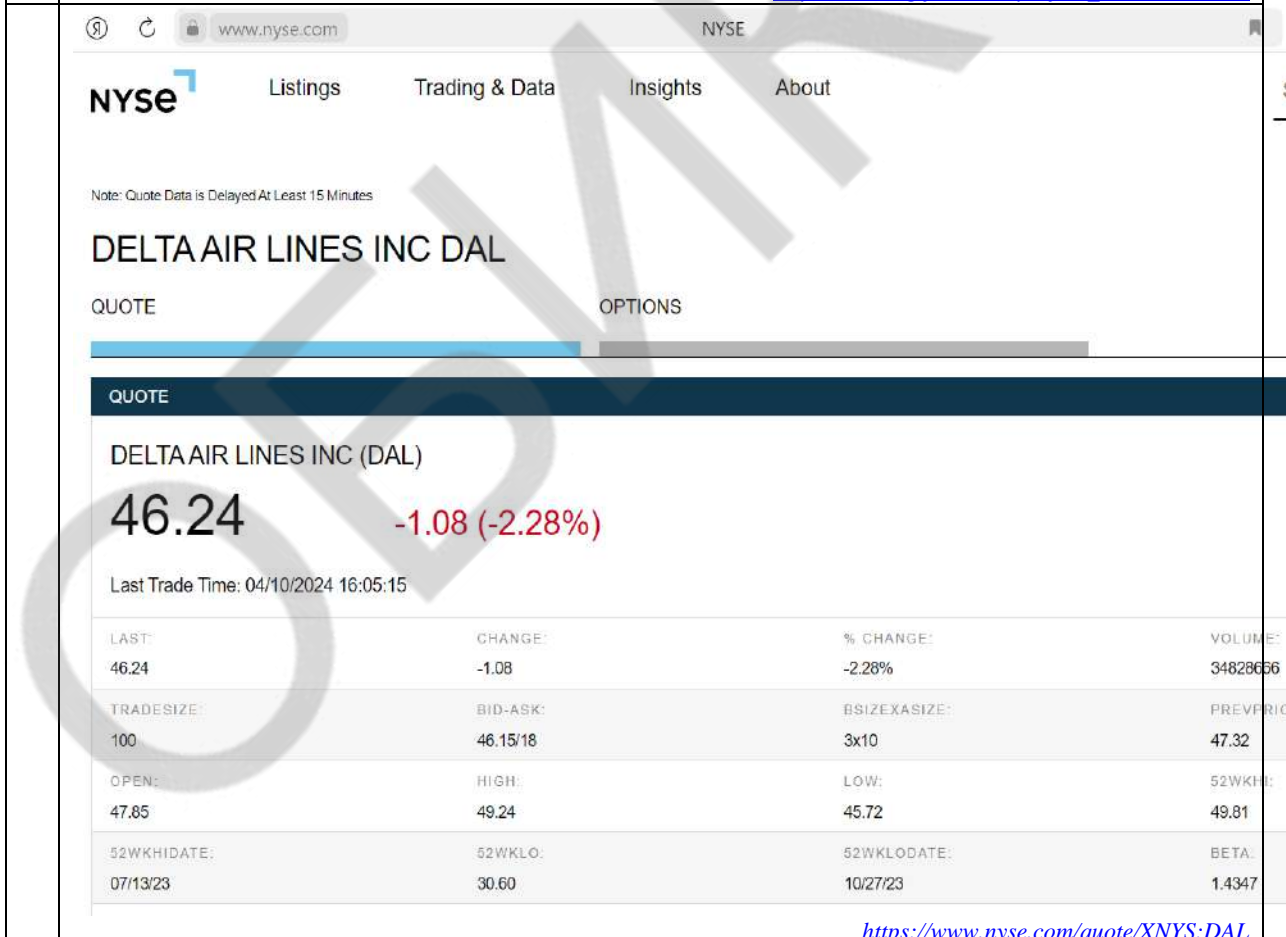 www.nyse.com NYSE
NYSE Listings Trading & Data Insights About
Note: Quote Data is Delayed At Least 15 Minutes
DELTA AIR LINES INC DAL
QUOTE OPTIONS
QUOTE
DELTA AIR LINES INC (DAL)
46.24 -1.08 (-2.28%)
Last Trade Time: 04/10/2024 16:05:15
LAST: CHANGE: % CHANGE: VOLUME:
46.24 -1.08 -2.28% 34828666
TRADESIZE: BID-ASK: BSIZEXASIZE:
100 46.15/18 3x10 47.32
OPEN: HIGH: LOW: 52WKHI:
47.85 49.24 45.72 49.81
52WKHIDATE: 52WKLO: 52WKLODATE: BETA:
07/13/23 30.60 10/27/23 1.4347
https://www.nyse.com/quote/XNYS:DAL